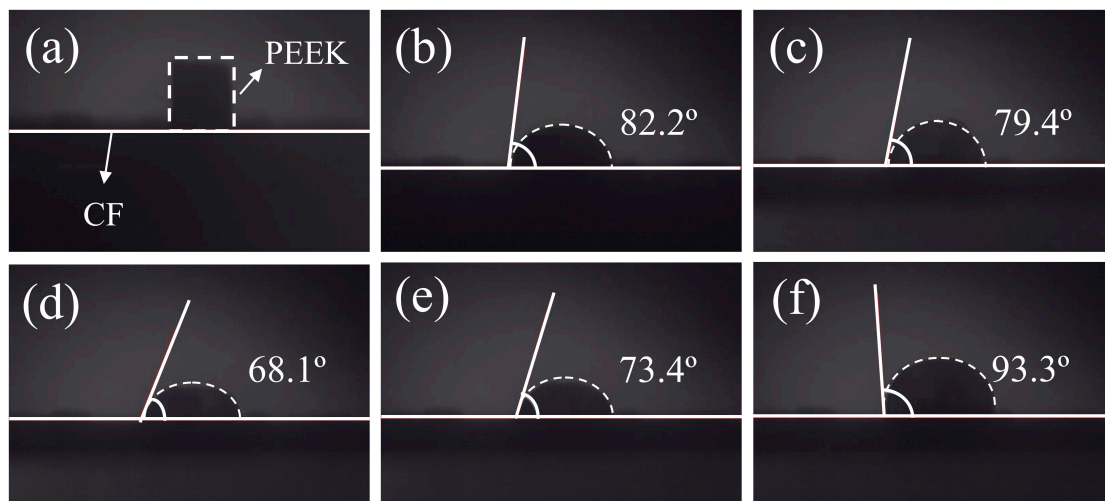 (a)
PEEK
CF
(b)
82.2º
(c)
79.4º
(d)
68.1º
(e)
73.4º
(f)
93.3º